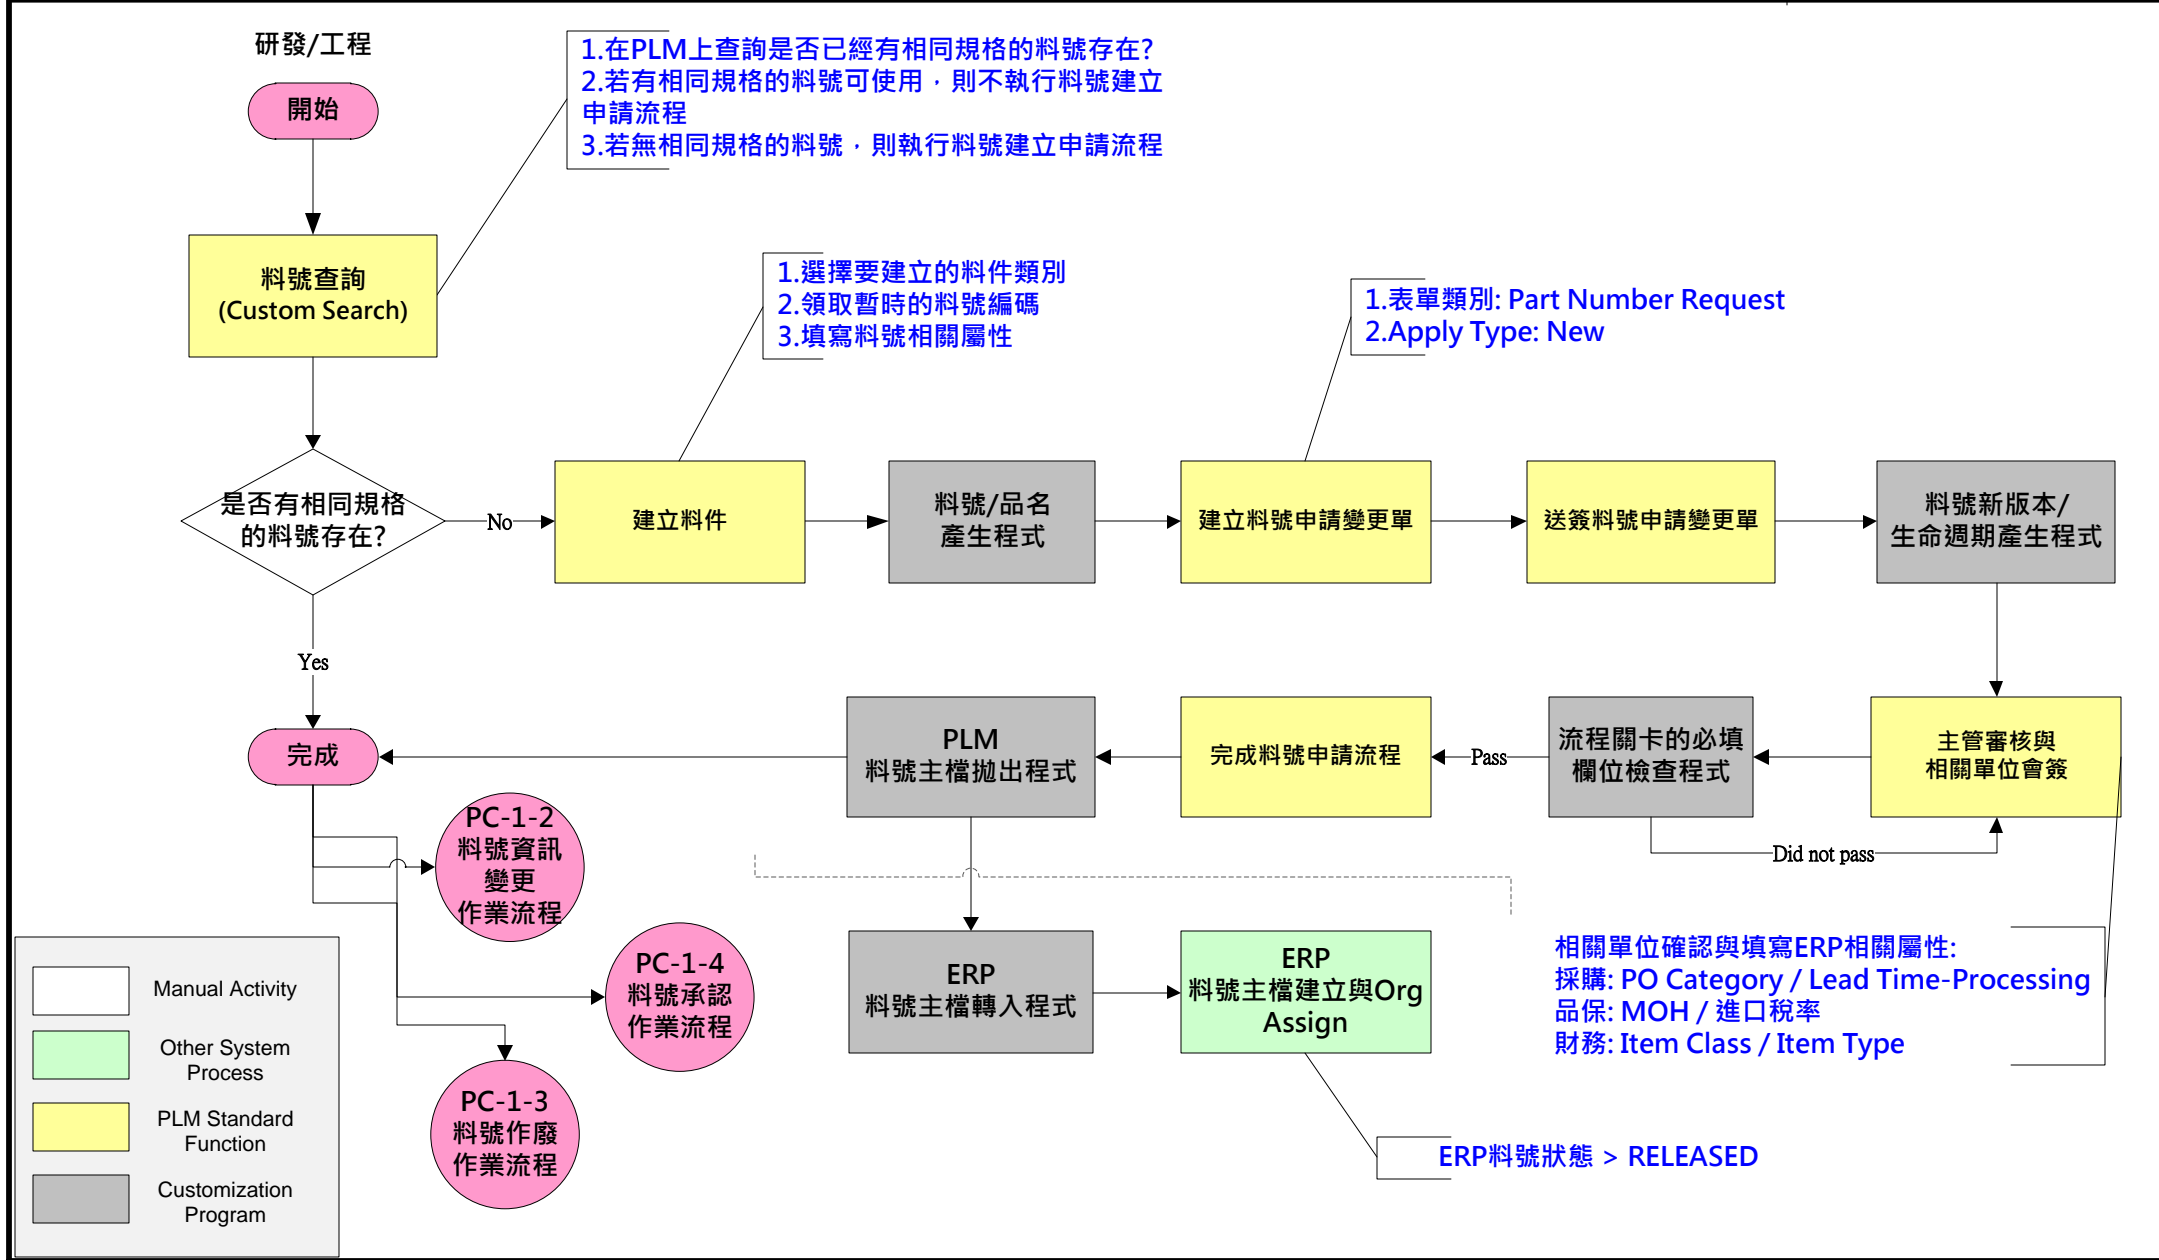 研發/工程
開始
1.在PLM上查詢是否已經有相同規格的料號存在?
2.若有相同規格的料號可使用，則不執行料號建立
申請流程
3.若無相同規格的料號，則執行料號建立申請流程
料號查詢
(Custom Search)
1.選擇要建立的料件類別
2.領取暫時的料號編碼
3.填寫料號相關屬性
1.表單類別: Part Number Request
2.Apply Type: New
是否有相同規格
的料號存在?
No
建立料件
料號/品名
產生程式
建立料號申請變更單
送簽料號申請變更單
料號新版本/
生命週期產生程式
Yes
完成
PLM
料號主檔拋出程式
完成料號申請流程
Pass
流程關卡的必填
欄位檢查程式
主管審核與
相關單位會簽
Did not pass
PC-1-2
料號資訊
變更
作業流程
PC-1-4
料號承認
作業流程
PC-1-3
料號作廢
作業流程
ERP
料號主檔轉入程式
ERP
料號主檔建立與Org
Assign
相關單位確認與填寫ERP相關屬性:
採購: PO Category / Lead Time-Processing
品保: MOH / 進口稅率
財務: Item Class / Item Type
ERP料號狀態 > RELEASED
Manual Activity
Other System
Process
PLM Standard
Function
Customization
Program